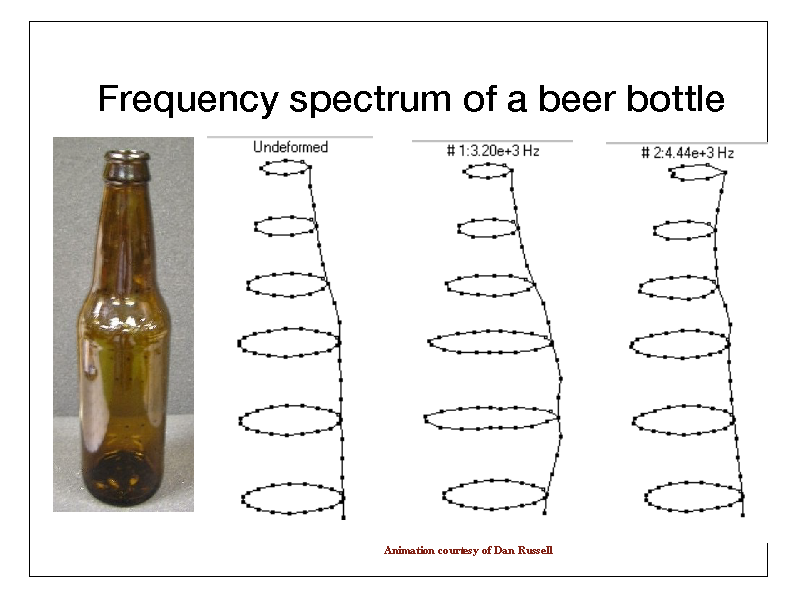 Frequency spectrum of a beer bottle
Undeformed
# 1:3.20e+3 Hz
# 2:4.44e+3 Hz
Animation courtesy of Dan Russell